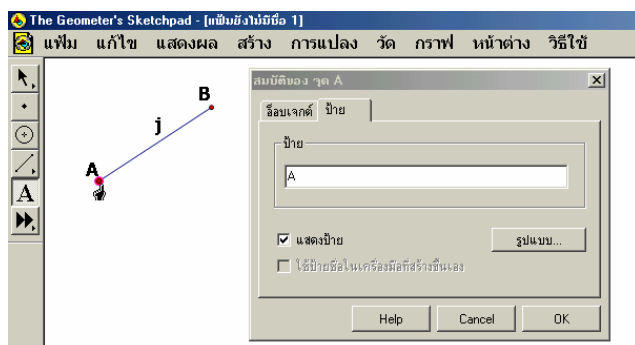 The Geometer's Sketchpad - [แฟ้มยังไม่มีชื่อ 1]
แฟ้ม แก้ไข แสดงผล สร้าง การแปลง วัด กราฟ หน้าต่าง วิธีใช้
สมบัติของ จุด A
อ็อบเจกต์ ป้าย
ป้าย
A
แสดงป้าย
รูปแบบ...
ใช้ป้ายชื่อในเครื่องมือที่สร้างขึ้นเอง
Help Cancel OK
B
j
A
A